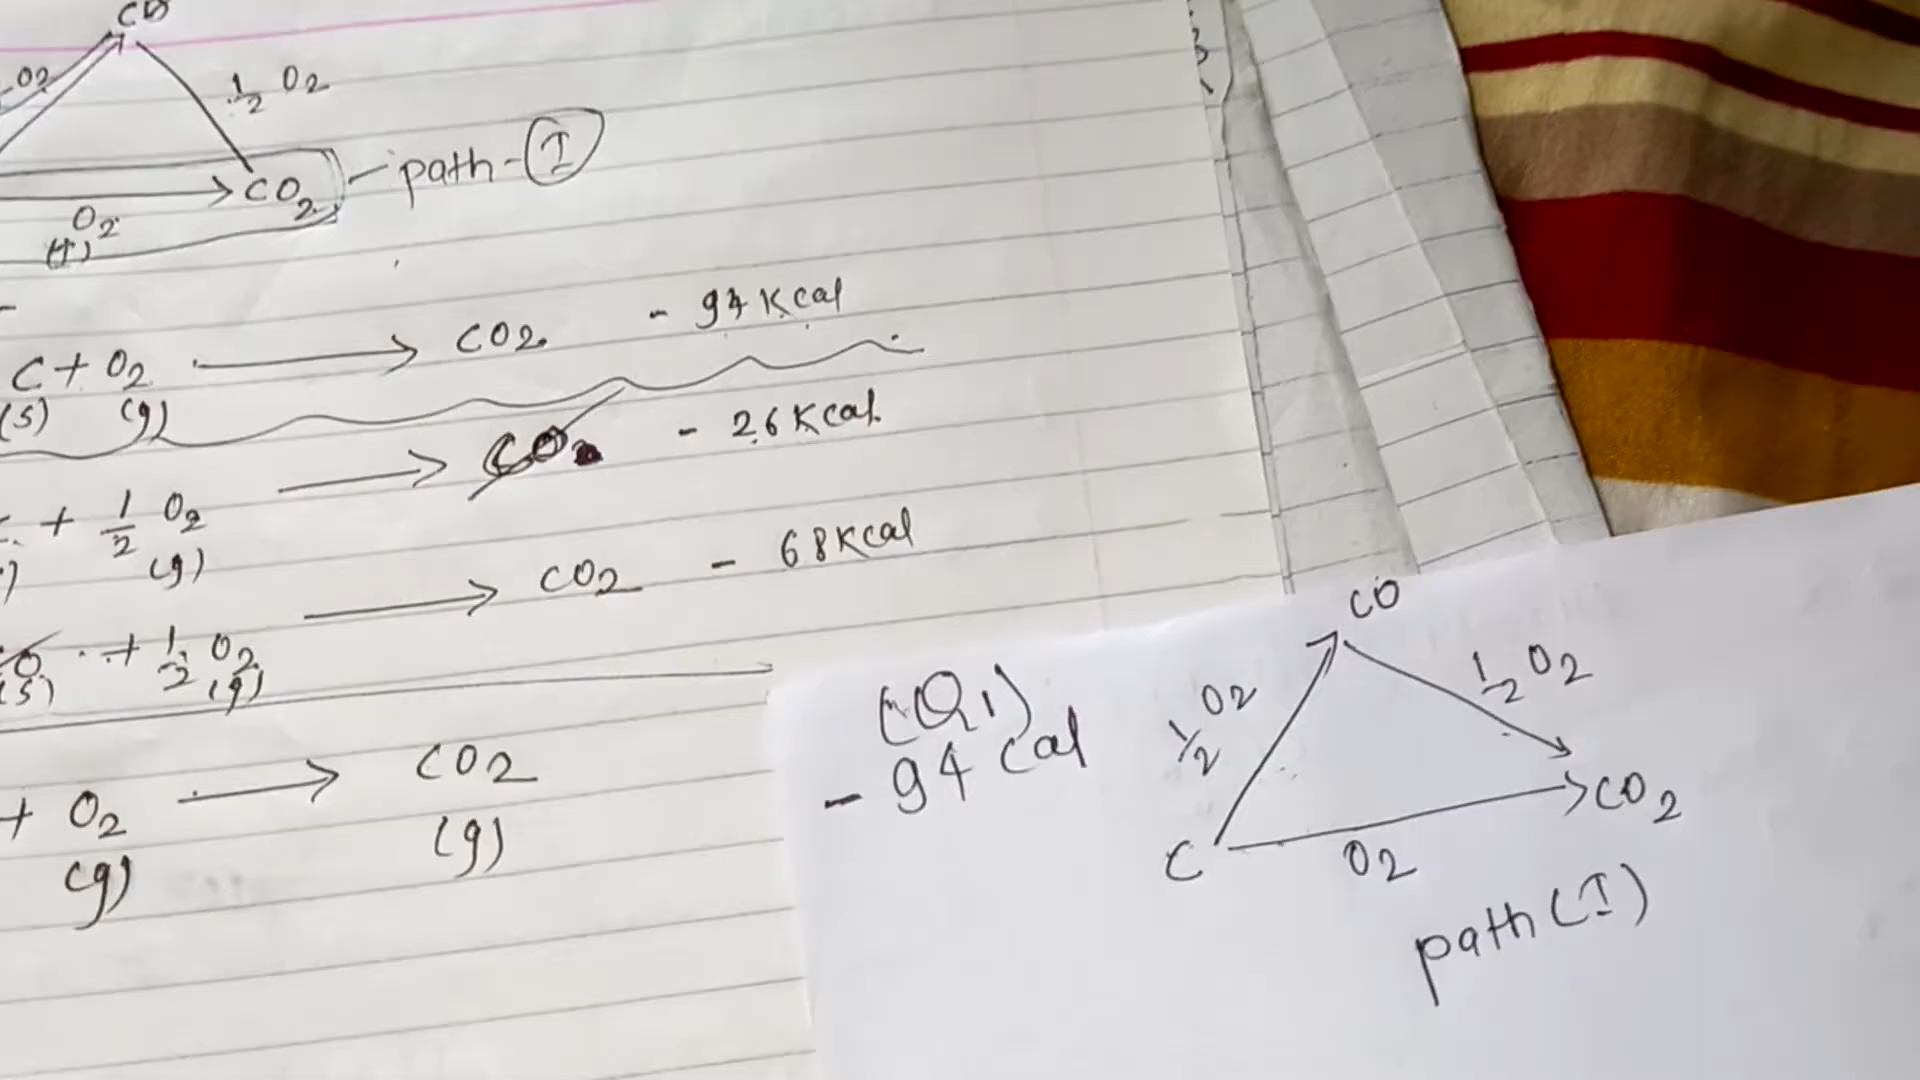 CO
O2
1/2 O2
CO2 - path - (I)
O2
(1)
C + O2 → CO2 - 94 Kcal
(s) (g)
+ 1/2 O2 → - 26 Kcal
(g)
O + 1/2 O2 → CO2 - 68 Kcal
(s) (g)
+ O2 → CO2
(g) (g)
CO
1/2 O2
1/2 O2
(Q1)
- 94 Cal
CO2
C
O2
path (I)